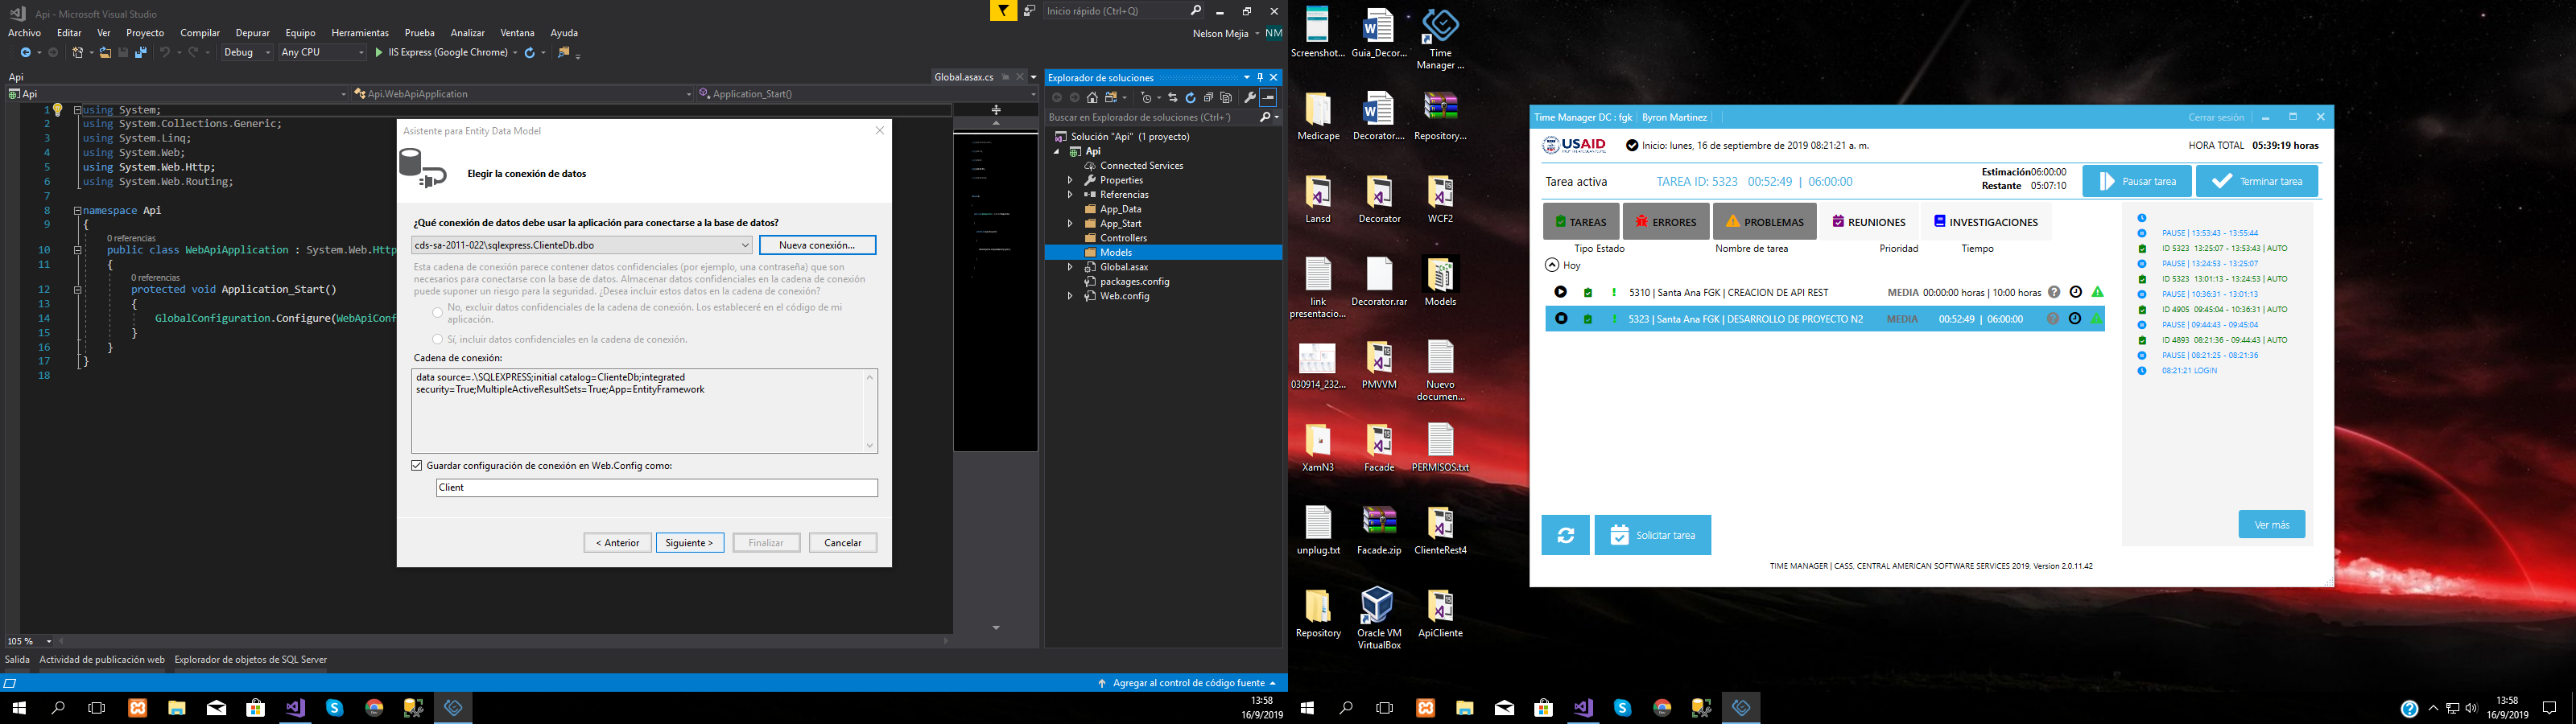 Api - Microsoft Visual Studio
Inicio rápido (Ctrl+Q)
Archivo Editar Ver Proyecto Compilar Depurar Equipo Herramientas Prueba Analizar Ventana Ayuda
Nelson Mejia NM
Debug Any CPU IIS Express (Google Chrome)
Api
Global.asax.cs
Api Api.WebApiApplication Application_Start()
1 using System;
2 using System.Collections.Generic;
3 using System.Linq;
4 using System.Web;
5 using System.Web.Http;
6 using System.Web.Routing;
7
8 namespace Api
9 {
0 referencias
10 public class WebApiApplication : System.Web.Http
11 {
0 referencias
12 protected void Application_Start()
13 {
14 GlobalConfiguration.Configure(WebApiConf
15 }
16 }
17 }
18
105 %
Salida Actividad de publicación web Explorador de objetos de SQL Server
Agregar al control de código fuente
Asistente para Entity Data Model
Elegir la conexión de datos
¿Qué conexión de datos debe usar la aplicación para conectarse a la base de datos?
cds-sa-2011-022\sqlexpress.ClienteDb.dbo
Nueva conexión...
Esta cadena de conexión parece contener datos confidenciales (por ejemplo, una contraseña) que son
necesarios para conectarse con la base de datos. Almacenar datos confidenciales en la cadena de conexión
puede suponer un riesgo para la seguridad. ¿Desea incluir estos datos en la cadena de conexión?
No, excluir datos confidenciales de la cadena de conexión. Los estableceré en el código de mi
aplicación.
Sí, incluir datos confidenciales en la cadena de conexión.
Cadena de conexión:
data source=.\SQLEXPRESS;initial catalog=ClienteDb;integrated
security=True;MultipleActiveResultSets=True;App=EntityFramework
Guardar configuración de conexión en Web.Config como:
Client
< Anterior Siguiente > Finalizar Cancelar
Explorador de soluciones
Buscar en Explorador de soluciones (Ctrl+´)
Solución "Api" (1 proyecto)
Api
Connected Services
Properties
Referencias
App_Data
App_Start
Controllers
Models
Global.asax
packages.config
Web.config
13:58
16/9/2019
Screenshot... Guia_Decor... Time
Manager ...
Medicape Decorator.... Repository...
Lansd Decorator WCF2
link
presentacio... Decorator.rar Models
030914_232... PMVVM Nuevo
documen...
XamN3 Facade PERMISOS.txt
unplug.txt Facade.zip ClienteRest4
Repository Oracle VM
VirtualBox ApiCliente
Time Manager DC : fgk Byron Martinez
Cerrar sesión
USAID
Inicio: lunes, 16 de septiembre de 2019 08:21:21 a. m.
HORA TOTAL 05:39:19 horas
Tarea activa
TAREA ID: 5323 00:52:49 | 06:00:00
Estimación 06:00:00
Restante 05:07:10
Pausar tarea
Terminar tarea
TAREAS ERRORES PROBLEMAS REUNIONES INVESTIGACIONES
Tipo Estado Nombre de tarea Prioridad Tiempo
Hoy
5310 | Santa Ana FGK | CREACION DE API REST MEDIA 00:00:00 horas | 10:00 horas
5323 | Santa Ana FGK | DESARROLLO DE PROYECTO N2 MEDIA 00:52:49 | 06:00:00
PAUSE | 13:53:43 - 13:55:44
ID 5323 13:25:07 - 13:53:43 | AUTO
PAUSE | 13:24:53 - 13:25:07
ID 5323 13:01:13 - 13:24:53 | AUTO
PAUSE | 10:36:31 - 13:01:13
ID 4905 09:45:04 - 10:36:31 | AUTO
PAUSE | 09:44:43 - 09:45:04
ID 4893 08:21:36 - 09:44:43 | AUTO
PAUSE | 08:21:25 - 08:21:36
08:21:21 LOGIN
Ver más
Solicitar tarea
TIME MANAGER | CASS, CENTRAL AMERICAN SOFTWARE SERVICES 2019, Version 2.0.11.42
13:58
16/9/2019